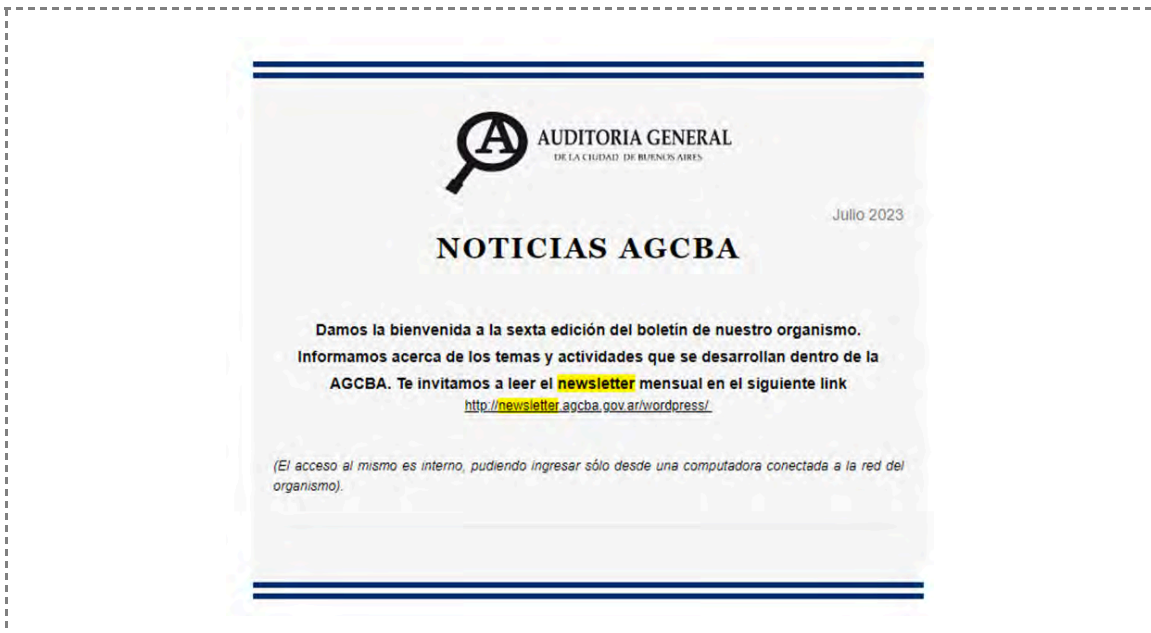 A
AUDITORIA GENERAL
DE LA CIUDAD DE BUENOS AIRES
Julio 2023
NOTICIAS AGCBA
Damos la bienvenida a la sexta edición del boletín de nuestro organismo.
Informamos acerca de los temas y actividades que se desarrollan dentro de la
AGCBA. Te invitamos a leer el newsletter mensual en el siguiente link
http://newsletter.agcba.gov.ar/wordpress/
(El acceso al mismo es interno, pudiendo ingresar sólo desde una computadora conectada a la red del
organismo).